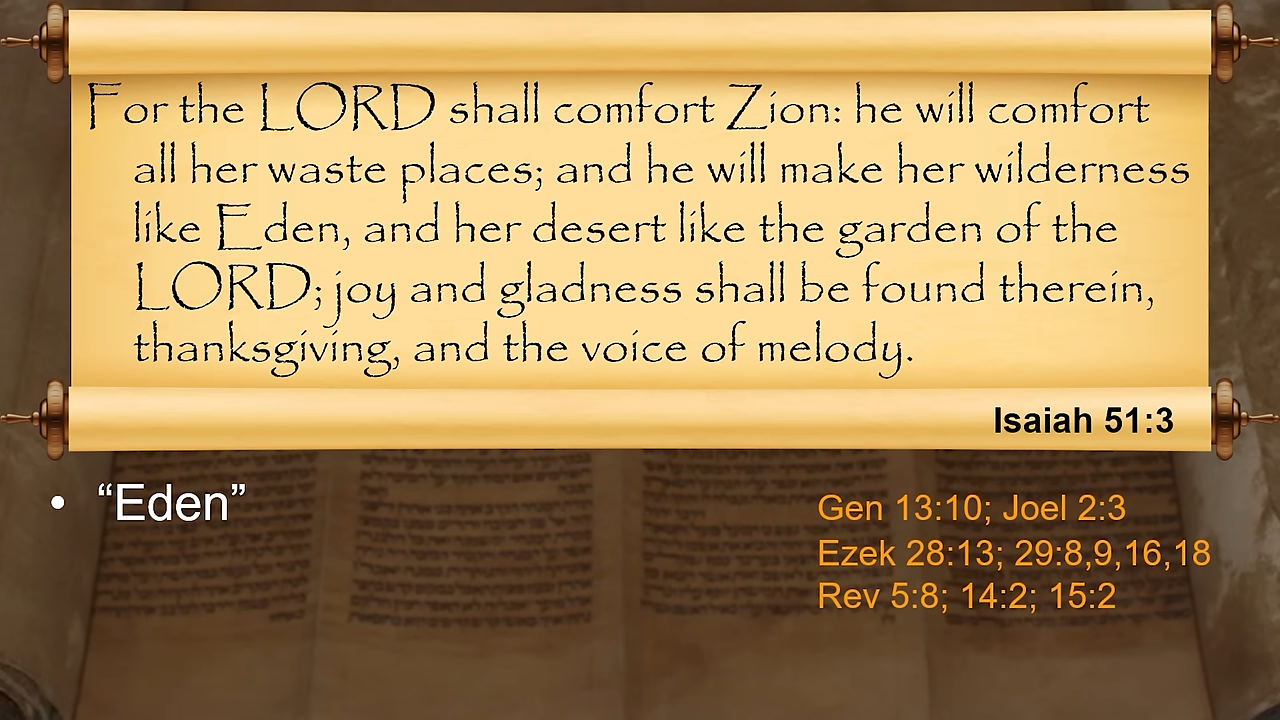 For the LORD shall comfort Zion: he will comfort
all her waste places; and he will make her wilderness
like Eden, and her desert like the garden of the
LORD; joy and gladness shall be found therein,
thanksgiving, and the voice of melody.
Isaiah 51:3
• “Eden”
Gen 13:10; Joel 2:3
Ezek 28:13; 29:8,9,16,18
Rev 5:8; 14:2; 15:2